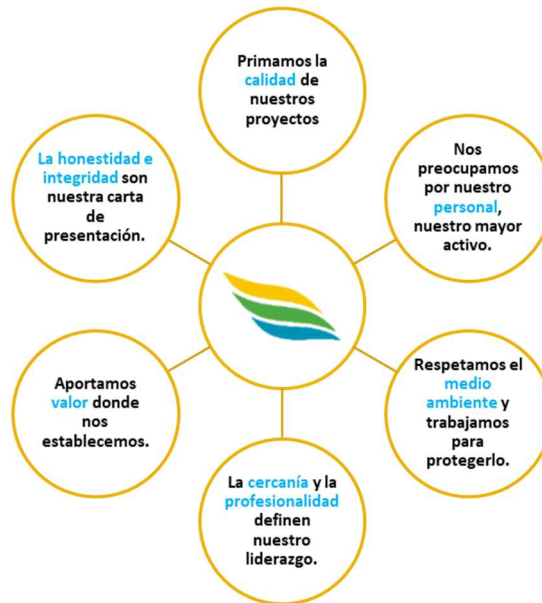 Primamos la
calidad de
nuestros
proyectos
Nos
preocupamos
por nuestro
personal,
nuestro mayor
activo.
Respetamos el
medio
ambiente y
trabajamos
para
protegerlo.
La cercanía y la
profesionalidad
definen
nuestro
liderazgo.
Aportamos
valor donde
nos
establecemos.
La honestidad e
integridad son
nuestra carta
de
presentación.